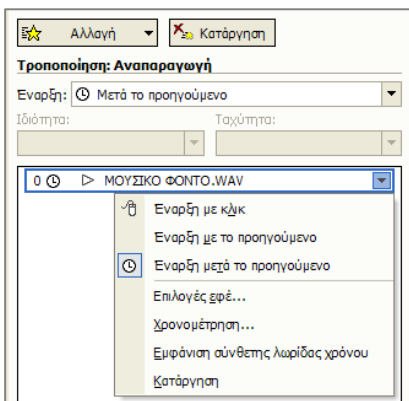 Αλλαγή Κατάργηση
Τροποποίηση: Αναπαραγωγή
Έναρξη: Μετά το προηγούμενο
Ιδιότητα: Ταχύτητα:
0 ΜΟΥΣΙΚΟ ΦΟΝΤΟ.WAV
Έναρξη με κλικ
Έναρξη με το προηγούμενο
Έναρξη μετά το προηγούμενο
Επιλογές εφέ...
Χρονομέτρηση...
Εμφάνιση σύνθετης λωρίδας χρόνου
Κατάργηση